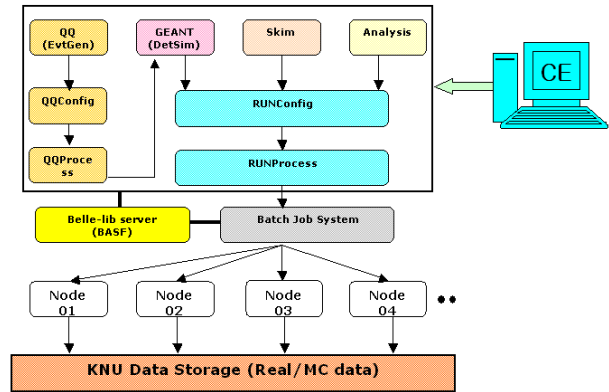 QQ
(EvtGen)
GEANT
(DetSim)
Skim
Analysis
CE
QQConfig
RUNConfig
QQProce
ss
RUNProcess
Belle-lib server
(BASF)
Batch Job System
Node
01
Node
02
Node
03
Node
04
KNU Data Storage (Real/MC data)